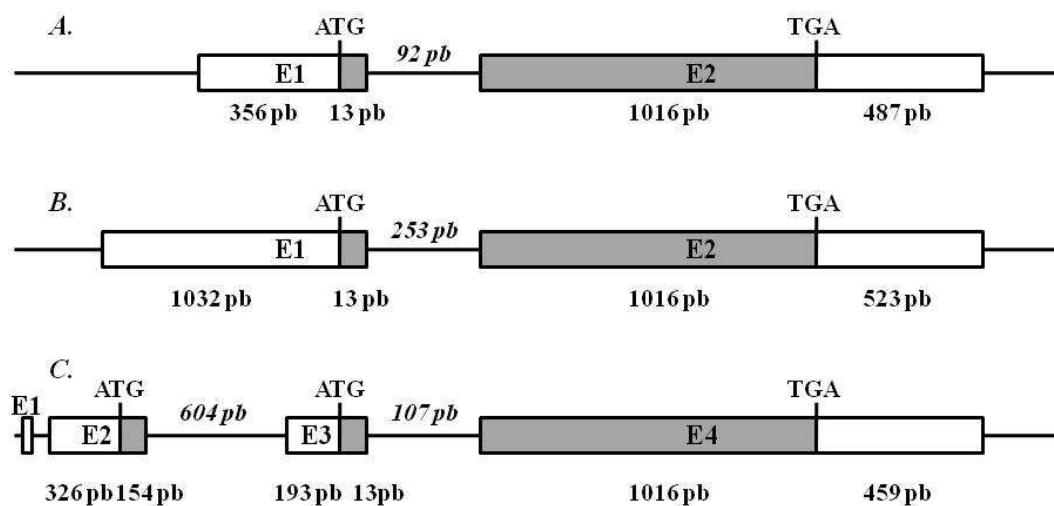 A.
ATG
TGA
92 pb
E1
E2
356 pb 13 pb 1016 pb 487 pb
B.
ATG
TGA
253 pb
E1
E2
1032 pb 13 pb 1016 pb 523 pb
C.
ATG
ATG
TGA
E1
604 pb
107 pb
E2
E3
E4
326 pb 154 pb 193 pb 13pb 1016 pb 459 pb